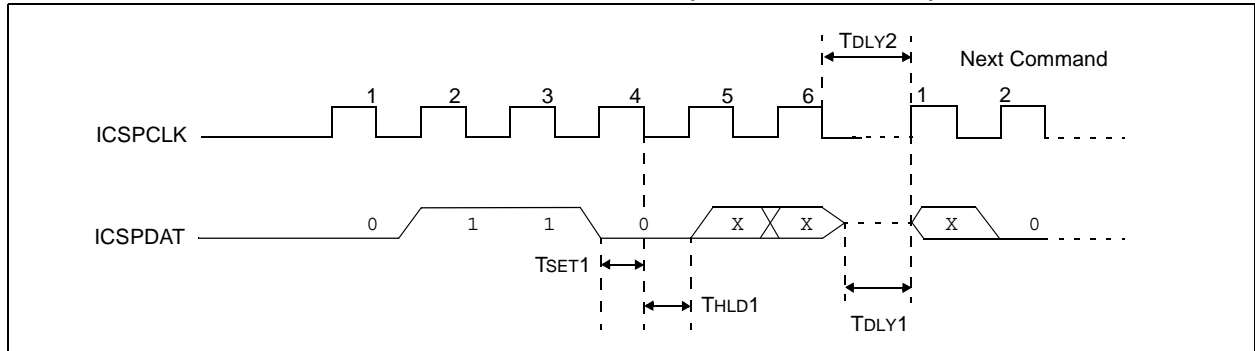 TDLY2
Next Command
1 2 3 4 5 6 1 2
ICSPCLK
ICSPDAT
0 1 1 0 X X X 0
TSET1
THLD1
TDLY1